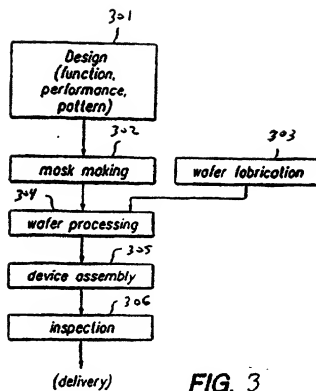 301
Design
(function,
performance,
pattern)
302
303
mask making
wafer fabrication
304
wafer processing
305
device assembly
306
inspection
(delivery)
FIG. 3